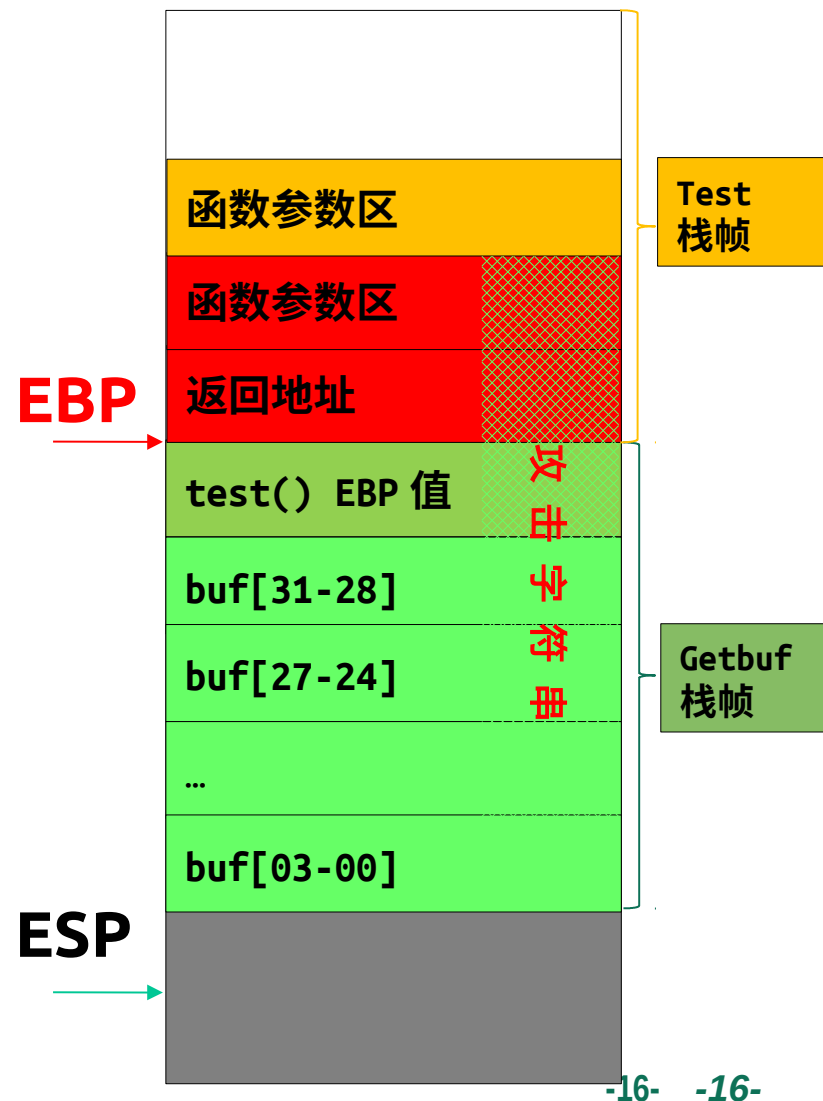 函数参数区
Test
栈帧
函数参数区
EBP
返回地址
test() EBP 值
攻击字符串
buf[31-28]
buf[27-24]
Getbuf
栈帧
…
buf[03-00]
ESP
-16-
-16-